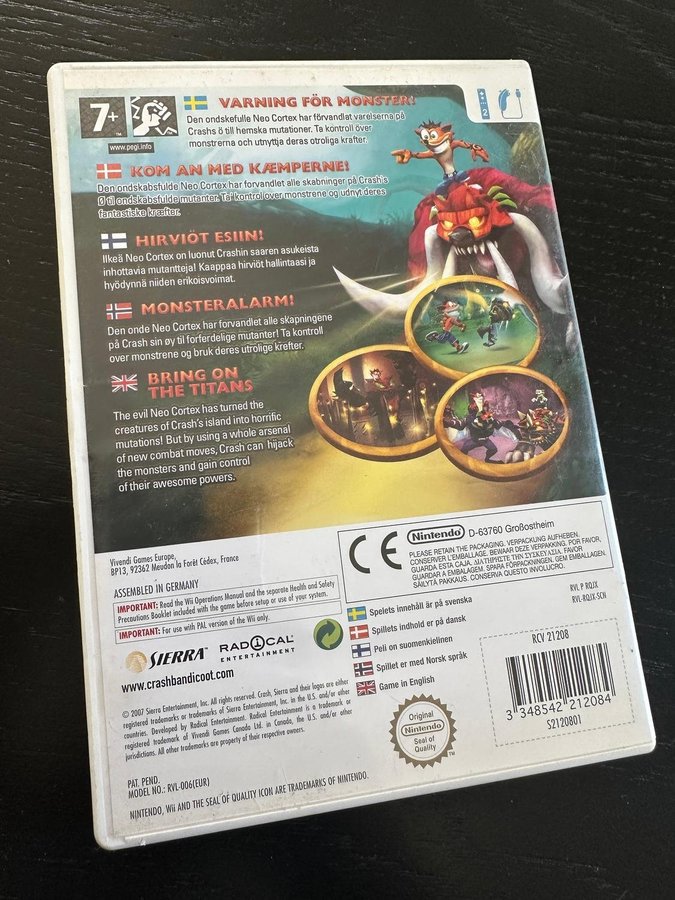 7+
www.pegi.info
2
VARNING FÖR MONSTER!
Den ondskefulle Neo Cortex har förvandlat varelserna på
Crashs ö till hemska mutationer. Ta kontroll över
monstrerna och utnyttja deras otroliga krafter.
KOM AN MED KÆMPERNE!
Den ondskabsfulde Neo Cortex har forvandlet alle skabninger på Crash's
Ø til ondskabsfulde mutanter. Ta' kontrol over monstrene og udnyt deres
fantastiske kræfter.
HIRVIÖT ESIIN!
Ilkeä Neo Cortex on luonut Crashin saaren asukeista
inhottavia mutantteja! Kaappaa hirviöt hallintaasi ja
hyödynnä niiden enkoisvoimat.
MONSTERALARM!
Den onde Neo Cortex har forvandlet alle skapningene
på Crash sin øy til forferdelige mutanter! Ta kontroll
over monstrene og bruk deres utrolige krefter.
BRING ON
THE TITANS
The evil Neo Cortex has turned the
creatures of Crash's island into horrific
mutations! But by using a whole arsenal
of new combat moves, Crash can hijack
the monsters and gain control
of their awesome powers.
Vivendi Games Europe,
BP13, 92362 Meudon la Forêt Cédex, France
ASSEMBLED IN GERMANY
IMPORTANT: Read the Wii Operations Manual and the separate Health and Safety
Precautions Booklet included with the game before setup or use of your system.
IMPORTANT: For use with PAL version of the Wii only.
SIERRA
RADICAL
ENTERTAINMENT
www.crashbandicoot.com
© 2007 Sierra Entertainment, Inc. All rights reserved. Crash, Sierra and their logos are either
registered trademarks or trademarks of Sierra Entertainment, Inc. in the U.S. and/or other
countries. Developed by Radical Entertainment. Radical Entertainment is a trademark or
registered trademark of Vivendi Games Canada Ltd. in Canada, the U.S. and/or other
jurisdictions. All other trademarks are property of their respective owners.
PAT. PEND.
MODEL NO.: RVL-006(EUR)
NINTENDO, Wii AND THE SEAL OF QUALITY ICON ARE TRADEMARKS OF NINTENDO.
CE
Nintendo D-63760 Großostheim
PLEASE RETAIN THE PACKAGING. VERPACKUNG AUFHEBEN.
CONSERVER L'EMBALLAGE. BEWAAR DEZE VERPAKKING. POR FAVOR,
GUARDA ESTA CAJA. ΔΙΑΤΗΡΗΣΤΕ ΤΗΝ ΣΥΣΚΕΥΑΣΙΑ. FAVOR
GUARDAR A EMBALAGEM. SPARA FÖRPACKNINGEN. GEM EMBALLAGEN.
SÄILYTÄ PAKKAUS. CONSERVA QUESTO INVOLUCRO.
Spelets innehåll är på svenska
Spillets indhold er på dansk
Peli on suomenkielinen
Spillet er med Norsk språk
Game in English
RVL P RQJX
RVL-RQJX-SCN
RCV 21208
3 348542 212084
S2120801
Original
Nintendo
Seal of
Quality
TM